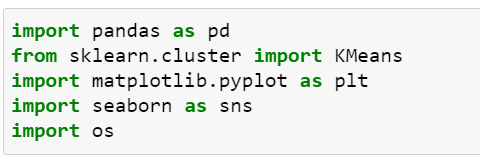 import pandas as pd
from sklearn.cluster import KMeans
import matplotlib.pyplot as plt
import seaborn as sns
import os